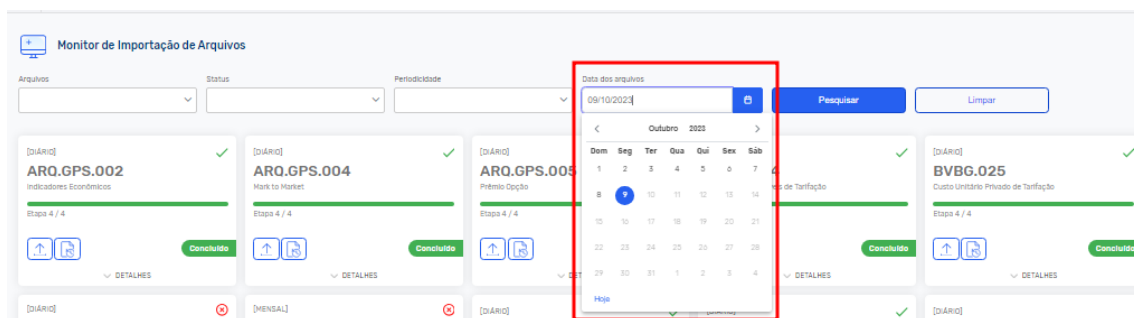 Monitor de Importação de Arquivos
Arquivos
Status
Periodicidade
Data dos arquivos
09/10/2023
Pesquisar
Limpar
Outubro 2023
Dom Seg Ter Qua Qui Sex Sáb
1 2 3 4 5 6 7
8 9 10 11 12 13 14
15 16 17 18 19 20 21
22 23 24 25 26 27 28
29 30 31 1 2 3 4
Hoje
[DIÁRIO]
ARQ.GPS.002
Indicadores Econômicos
Etapa 4 / 4
Concluído
DETALHES
[DIÁRIO]
ARQ.GPS.004
Mark to Market
Etapa 4 / 4
Concluído
DETALHES
[DIÁRIO]
ARQ.GPS.005
Prêmio Opção
Etapa 4 / 4
DET
de Tarifação
Concluído
DETALHES
[DIÁRIO]
BVBG.025
Custo Unitário Privado de Tarifação
Etapa 4 / 4
Concluído
DETALHES
[DIÁRIO]
[MENSAL]
[DIÁRIO]
[DIÁRIO]